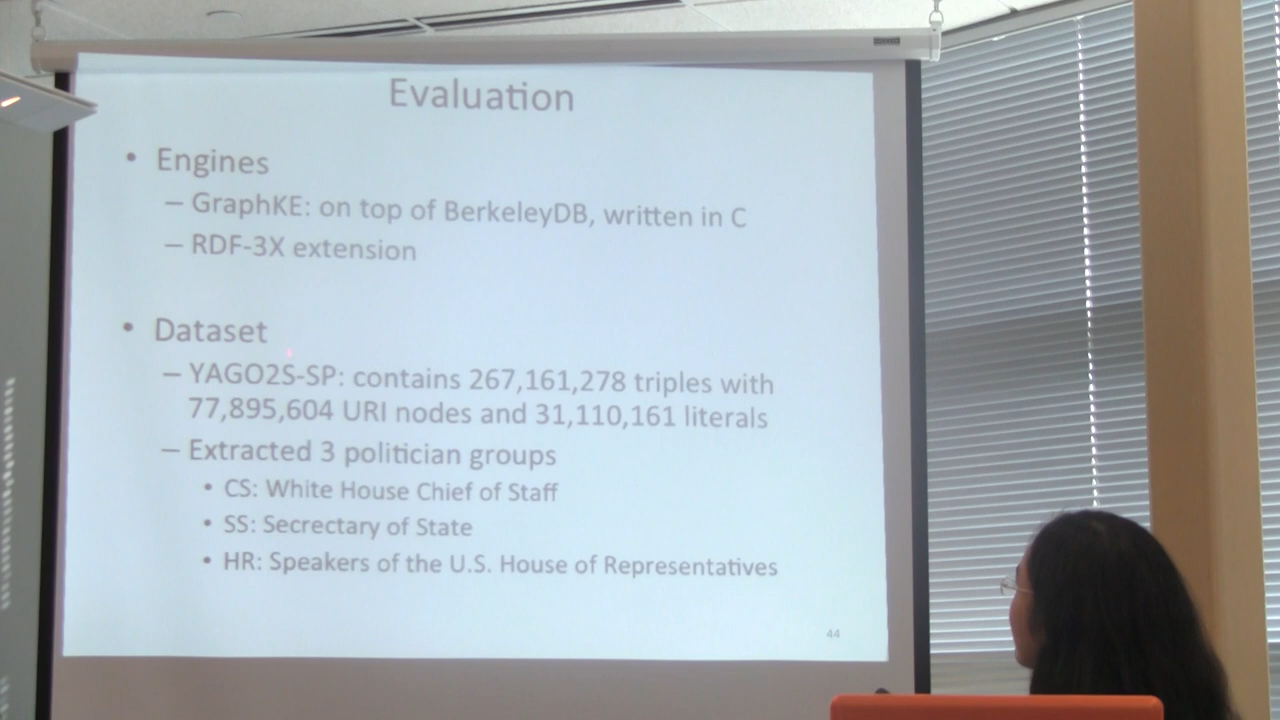 Evaluation
• Engines
– GraphKE: on top of BerkeleyDB, written in C
– RDF-3X extension
• Dataset
– YAGO2S-SP: contains 267,161,278 triples with
77,895,604 URI nodes and 31,110,161 literals
– Extracted 3 politician groups
• CS: White House Chief of Staff
• SS: Secrectary of State
• HR: Speakers of the U.S. House of Representatives
44